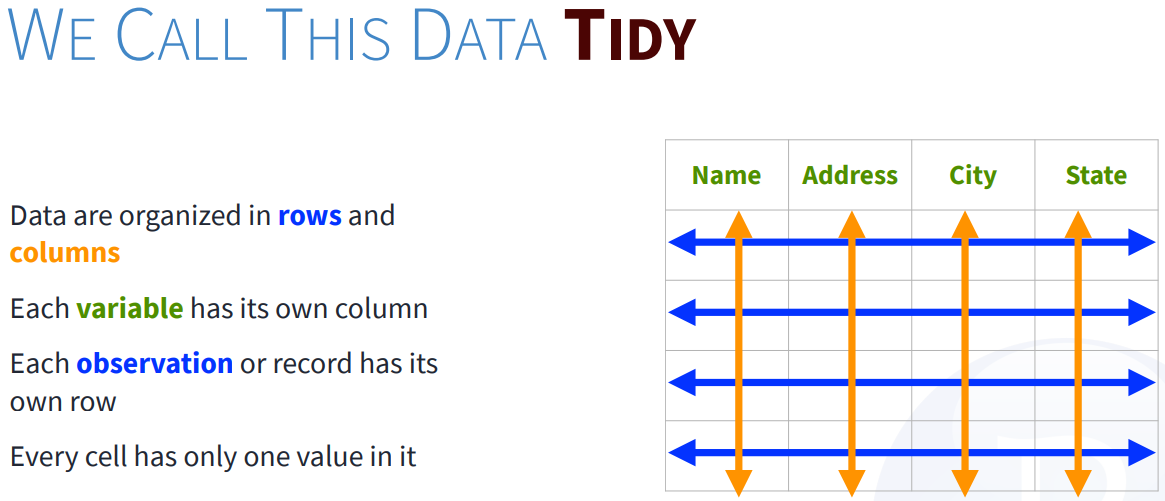 WE CALL THIS DATA TIDY
Data are organized in rows and
columns
Each variable has its own column
Each observation or record has its
own row
Every cell has only one value in it
Name Address City State